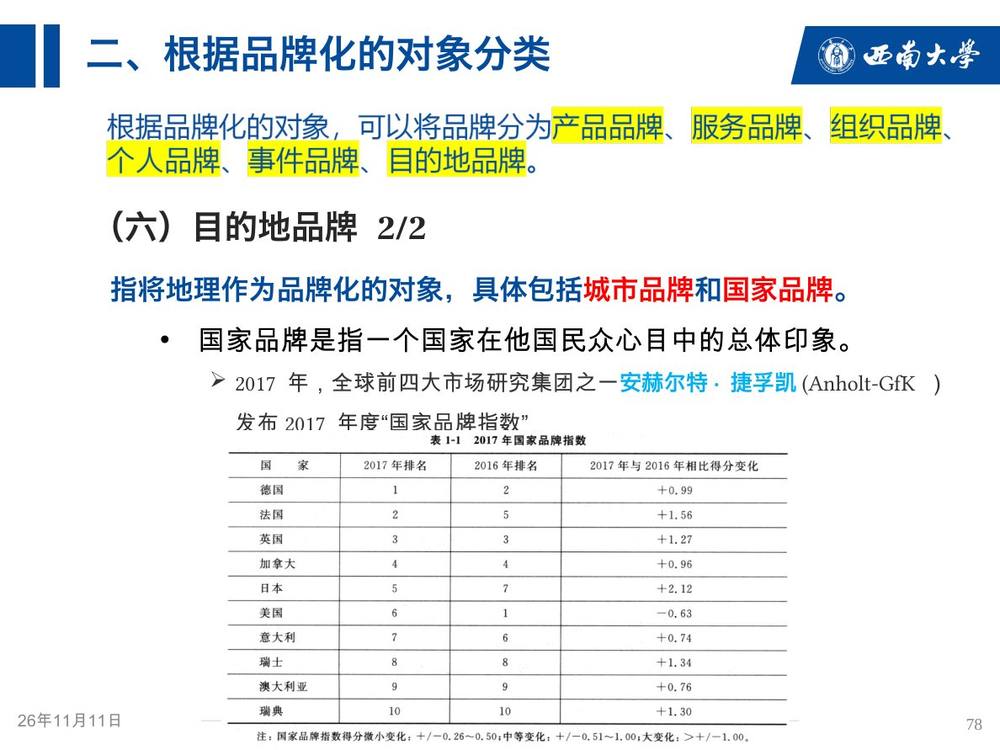 二、根据品牌化的对象分类
西南大学
根据品牌化的对象，可以将品牌分为产品品牌、服务品牌、组织品牌、
个人品牌、事件品牌、目的地品牌。
（六）目的地品牌 2/2
指将地理作为品牌化的对象，具体包括城市品牌和国家品牌。
• 国家品牌是指一个国家在他国民众心目中的总体印象。
➢ 2017 年，全球前四大市场研究集团之一安赫尔特· 捷孚凯 (Anholt-GfK )
发布 2017 年度“国家品牌指数”
表 1-1 2017 年国家品牌指数
国 家 2017 年排名 2016 年排名 2017 年与 2016 年相比得分变化
德国 1 2 +0.99
法国 2 5 +1.56
英国 3 3 +1.27
加拿大 4 4 +0.96
日本 5 7 +2.12
美国 6 1 -0.63
意大利 7 6 +0.74
瑞士 8 8 +1.34
澳大利亚 9 9 +0.76
瑞典 10 10 +1.30
注：国家品牌指数得分微小变化：+/-0.26~0.50；中等变化：+/-0.51~1.00；大变化：>+/-1.00。
26年11月11日
78